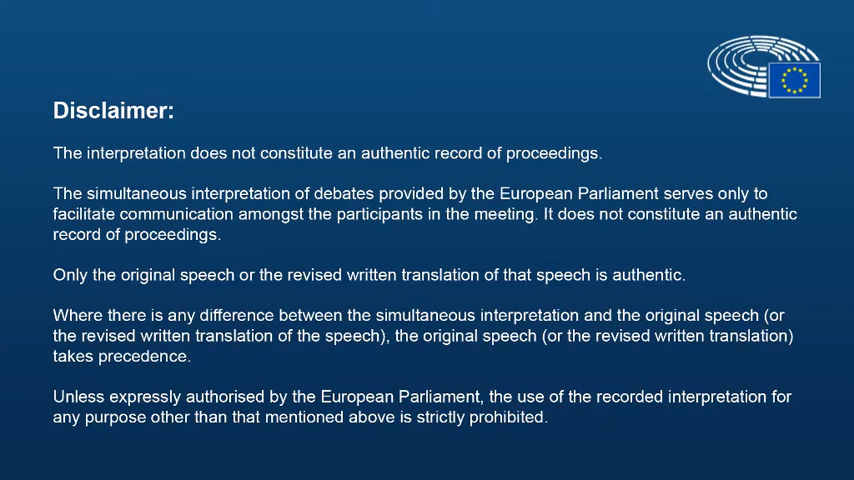 Disclaimer:
The interpretation does not constitute an authentic record of proceedings.
The simultaneous interpretation of debates provided by the European Parliament serves only to
facilitate communication amongst the participants in the meeting. It does not constitute an authentic
record of proceedings.
Only the original speech or the revised written translation of that speech is authentic.
Where there is any difference between the simultaneous interpretation and the original speech (or
the revised written translation of the speech), the original speech (or the revised written translation)
takes precedence.
Unless expressly authorised by the European Parliament, the use of the recorded interpretation for
any purpose other than that mentioned above is strictly prohibited.